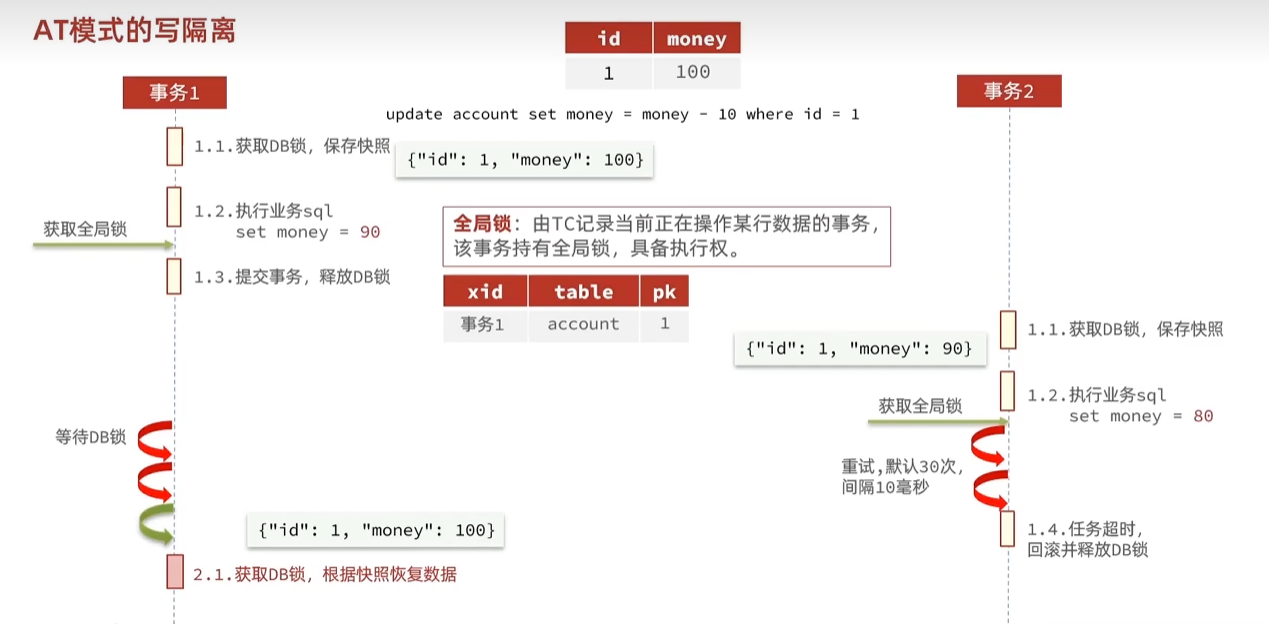 AT模式的写隔离
id money
1 100
事务1
事务2
update account set money = money - 10 where id = 1
1.1.获取DB锁，保存快照
{"id": 1, "money": 100}
1.2.执行业务sql
set money = 90
获取全局锁
全局锁：由TC记录当前正在操作某行数据的事务，
该事务持有全局锁，具备执行权。
1.3.提交事务，释放DB锁
xid table pk
事务1 account 1
1.1.获取DB锁，保存快照
{"id": 1, "money": 90}
1.2.执行业务sql
set money = 80
获取全局锁
等待DB锁
重试,默认30次，
间隔10毫秒
{"id": 1, "money": 100}
1.4.任务超时，
回滚并释放DB锁
2.1.获取DB锁，根据快照恢复数据